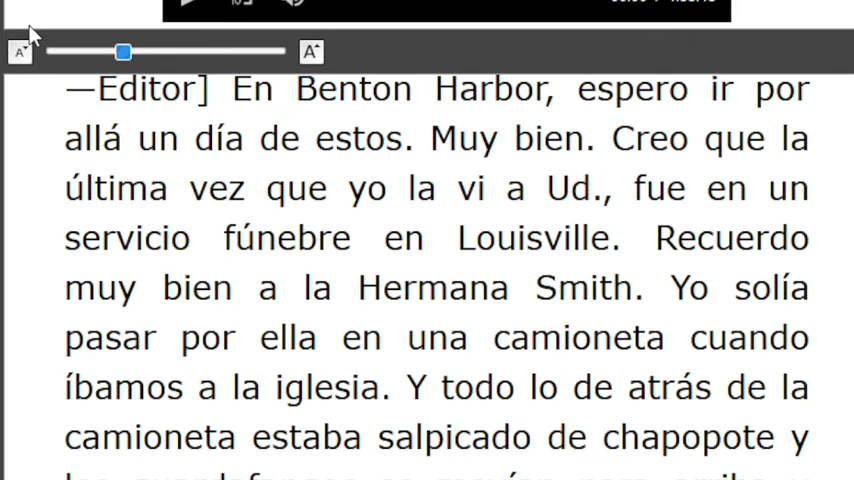 A
A
—Editor] En Benton Harbor, espero ir por
allá un día de estos. Muy bien. Creo que la
última vez que yo la vi a Ud., fue en un
servicio fúnebre en Louisville. Recuerdo
muy bien a la Hermana Smith. Yo solía
pasar por ella en una camioneta cuando
íbamos a la iglesia. Y todo lo de atrás de la
camioneta estaba salpicado de chapopote y